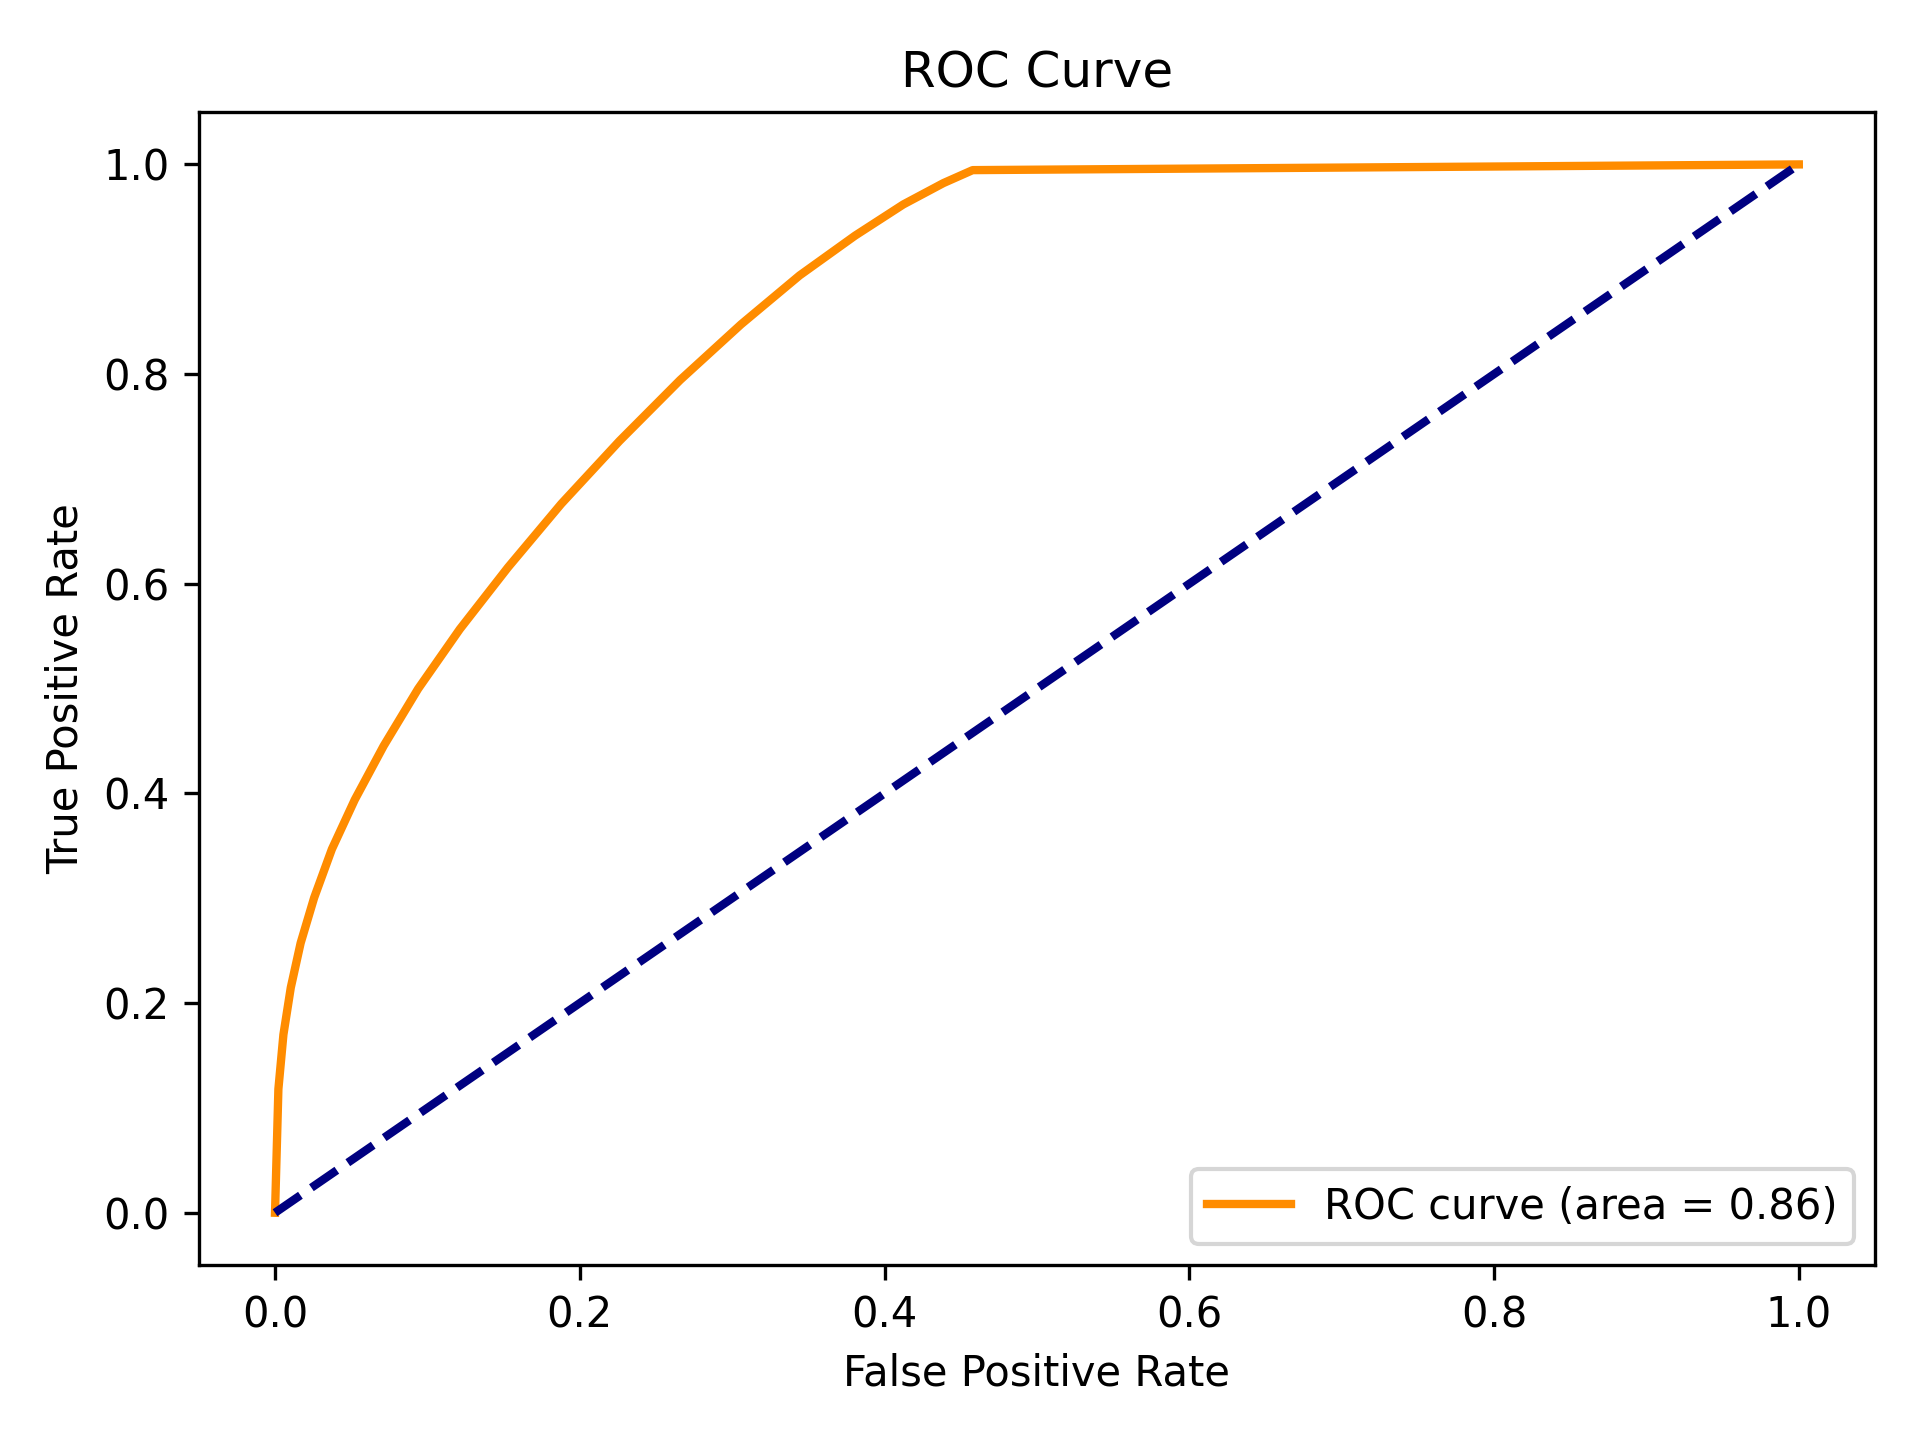 ROC Curve
1.0
0.8
0.6
0.4
0.2
0.0
True Positive Rate
ROC curve (area = 0.86)
0.0 0.2 0.4 0.6 0.8 1.0
False Positive Rate